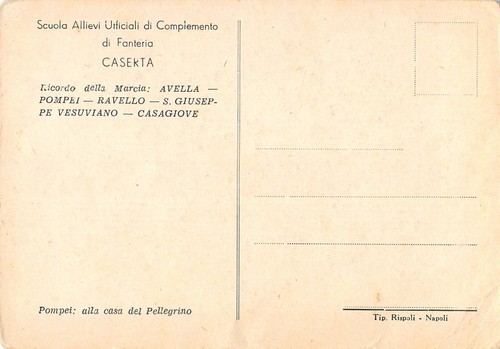 Scuola Allievi Ufficiali di Complemento
di Fanteria
CASERTA
Ricordo della Marcia: AVELLA —
POMPEI — RAVELLO — S. GIUSEP-
PE VESUVIANO — CASAGIOVE
Pompei: alla casa del Pellegrino
Tip. Rispoli - Napoli